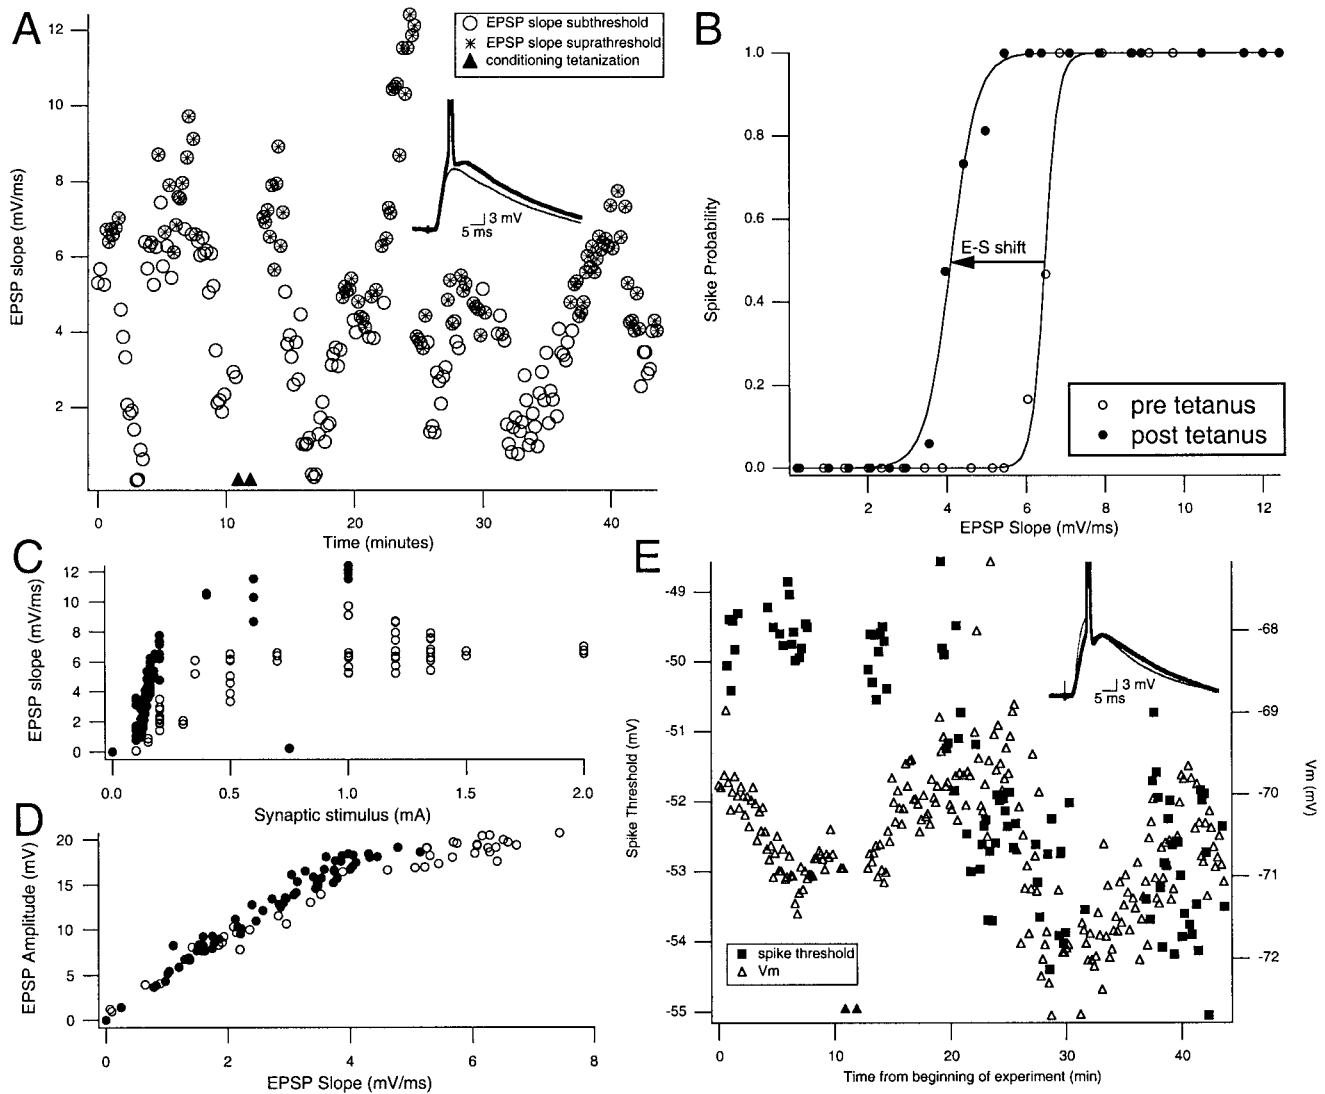 A
EPSP slope (mV/ms)
12
10
8
6
4
2
EPSP slope subthreshold
EPSP slope suprathreshold
conditioning tetanization
3 mV
5 ms
0
10
20
30
40
Time (minutes)
B
Spike Probability
1.0
0.8
0.6
0.4
0.2
0.0
E-S shift
pre tetanus
post tetanus
2
4
6
8
10
12
EPSP Slope (mV/ms)
C
EPSP slope (mV/ms)
12
10
8
6
4
2
0
0.0
0.5
1.0
1.5
2.0
Synaptic stimulus (mA)
D
EPSP Amplitude (mV)
20
15
10
5
0
0
2
4
6
8
EPSP Slope (mV/ms)
E
Spike Threshold (mV)
-49
-50
-51
-52
-53
-54
-55
3 mV
5 ms
spike threshold
Vm
-68
-69
-70
-71
-72
Vm (mV)
0
10
20
30
40
Time from beginning of experiment (min)